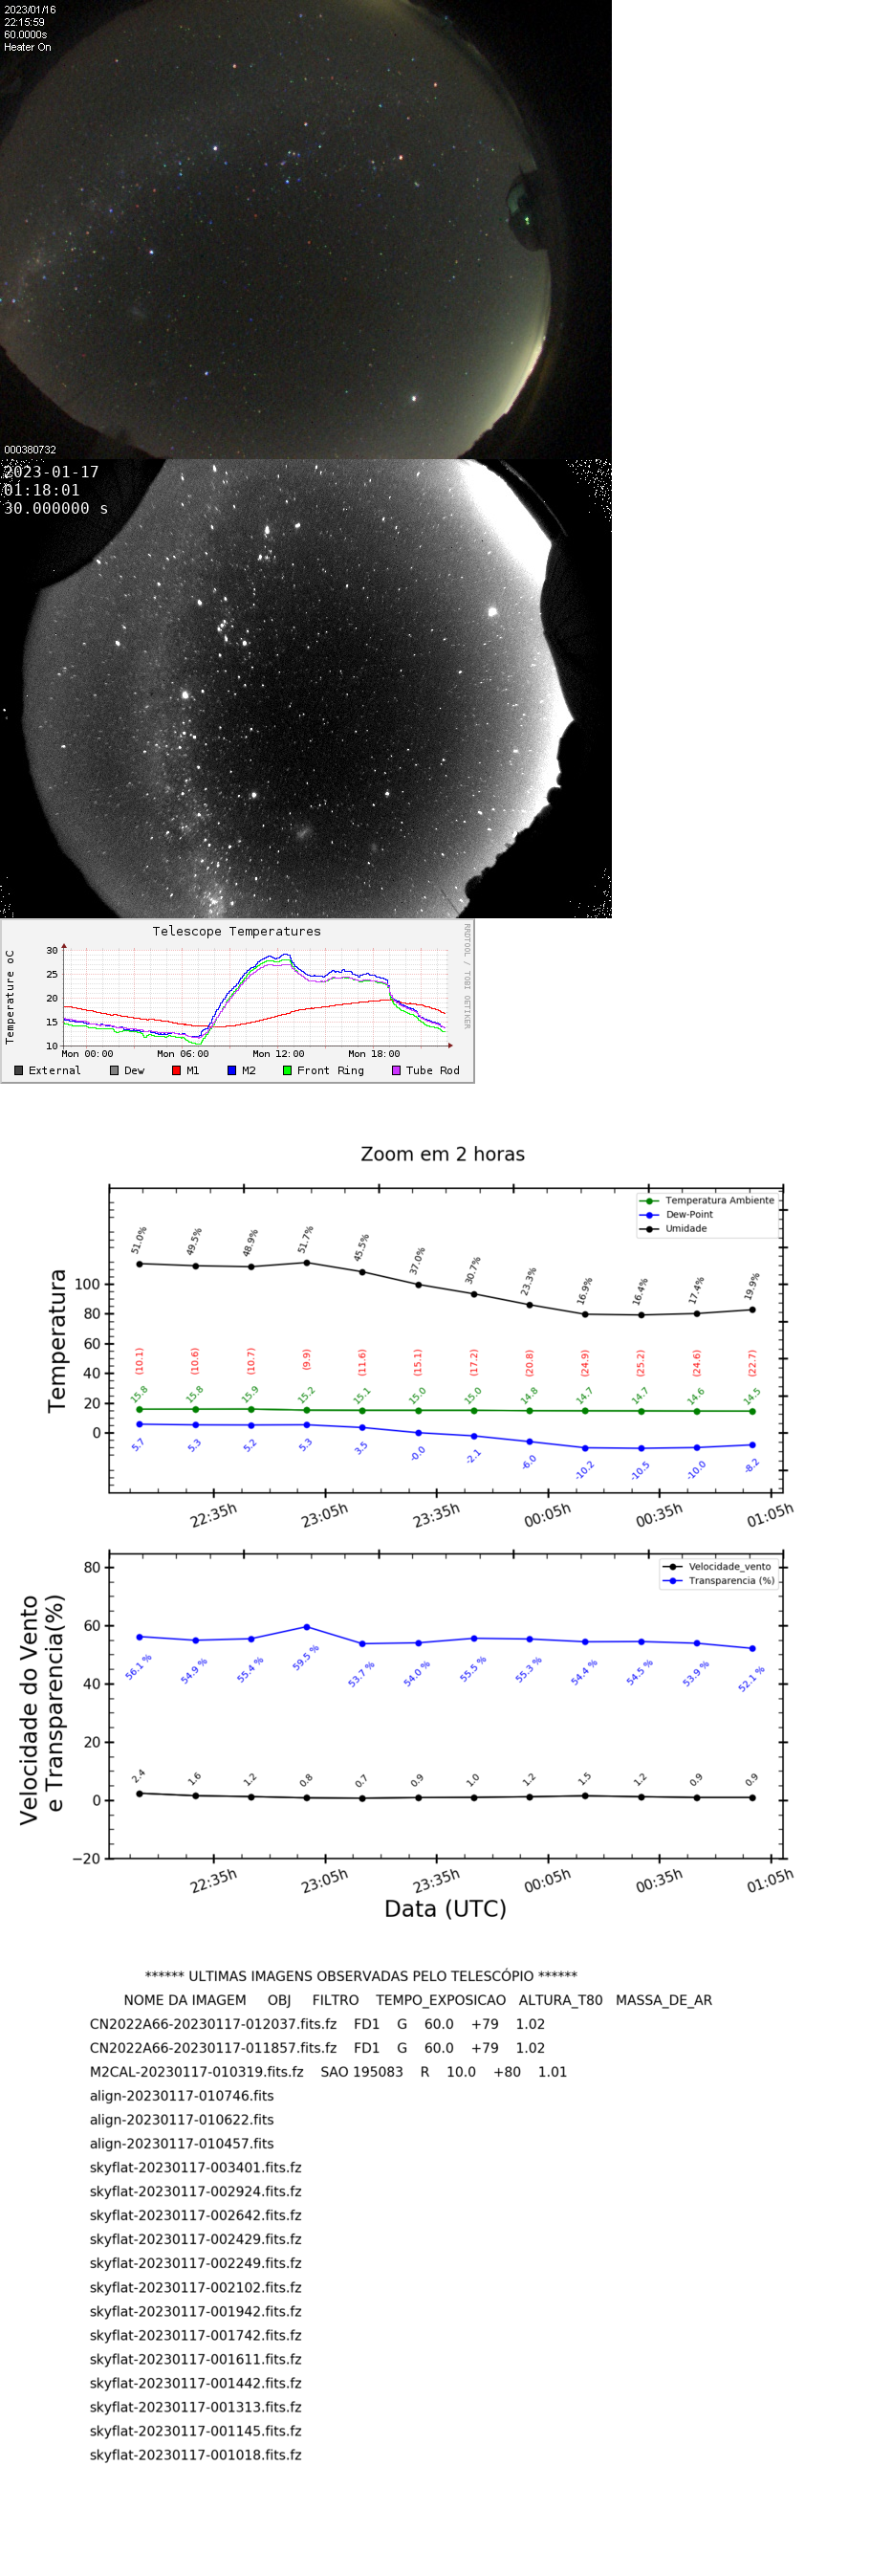 2023/01/16
22:15:59
60.0000s
Heater On
000380732
2023-01-17
01:18:01
30.000000 s
Telescope Temperatures
Temperature oC
RRDTOOL / TOBI OETIKER
30
25
20
15
10
Mon 00:00 Mon 06:00 Mon 12:00 Mon 18:00
External Dew M1 M2 Front Ring Tube Rod
Zoom em 2 horas
Temperatura
Temperatura Ambiente
Dew-Point
Umidade
51.0% 49.5% 48.9% 51.7% 45.5% 37.0% 30.7% 23.3% 16.9% 16.4% 17.4% 19.9%
100
80
60
40
20
0
(10.1) (10.6) (10.7) (9.9) (11.6) (15.1) (17.2) (20.8) (24.9) (25.2) (24.6) (22.7)
15.8 15.8 15.9 15.2 15.1 15.0 15.0 14.8 14.7 14.7 14.6 14.5
5.7 5.3 5.2 5.3 3.5 -0.0 -2.1 -6.0 -10.2 -10.5 -10.0 -8.2
22:35h 23:05h 23:35h 00:05h 00:35h 01:05h
Velocidade do Vento
e Transparencia(%)
Velocidade_vento
Transparencia (%)
80
60
40
20
0
−20
56.1 % 54.9 % 55.4 % 59.5 % 53.7 % 54.0 % 55.5 % 55.3 % 54.4 % 54.5 % 53.9 % 52.1 %
2.4 1.6 1.2 0.8 0.7 0.9 1.0 1.2 1.5 1.2 0.9 0.9
22:35h 23:05h 23:35h 00:05h 00:35h 01:05h
Data (UTC)
****** ULTIMAS IMAGENS OBSERVADAS PELO TELESCÓPIO ******
NOME DA IMAGEM OBJ FILTRO TEMPO_EXPOSICAO ALTURA_T80 MASSA_DE_AR
CN2022A66-20230117-012037.fits.fz FD1 G 60.0 +79 1.02
CN2022A66-20230117-011857.fits.fz FD1 G 60.0 +79 1.02
M2CAL-20230117-010319.fits.fz SAO 195083 R 10.0 +80 1.01
align-20230117-010746.fits
align-20230117-010622.fits
align-20230117-010457.fits
skyflat-20230117-003401.fits.fz
skyflat-20230117-002924.fits.fz
skyflat-20230117-002642.fits.fz
skyflat-20230117-002429.fits.fz
skyflat-20230117-002249.fits.fz
skyflat-20230117-002102.fits.fz
skyflat-20230117-001942.fits.fz
skyflat-20230117-001742.fits.fz
skyflat-20230117-001611.fits.fz
skyflat-20230117-001442.fits.fz
skyflat-20230117-001313.fits.fz
skyflat-20230117-001145.fits.fz
skyflat-20230117-001018.fits.fz